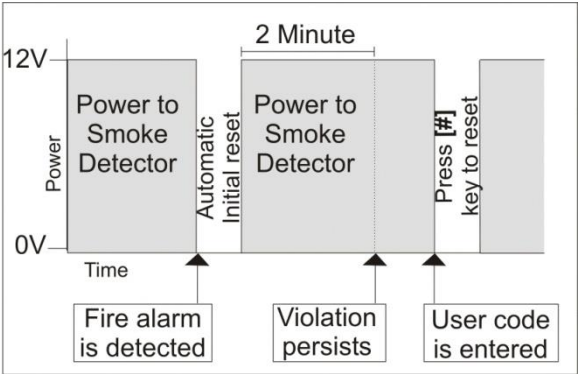 2 Minute
12V
Power to
Smoke
Detector
Automatic
Initial reset
Power to
Smoke
Detector
Press [#]
key to reset
Power
0V
Time
Fire alarm
is detected
Violation
persists
User code
is entered